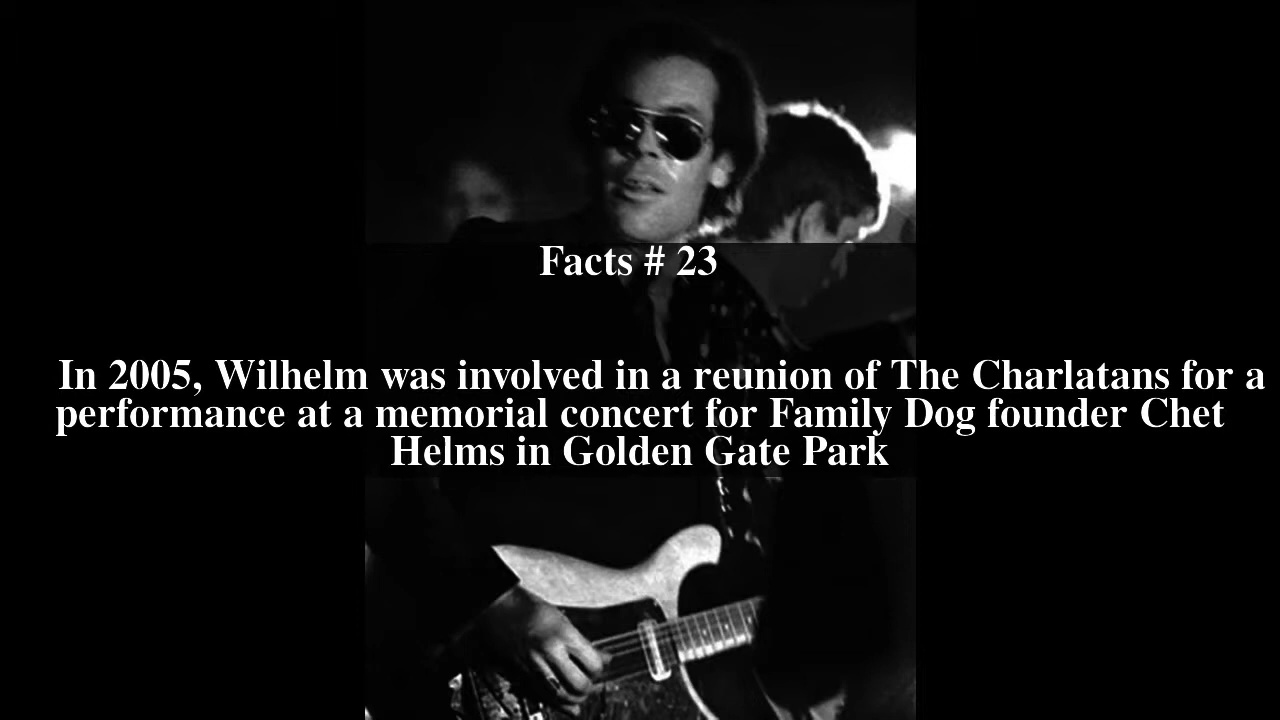 Facts # 23
In 2005, Wilhelm was involved in a reunion of The Charlatans for a
performance at a memorial concert for Family Dog founder Chet
Helms in Golden Gate Park